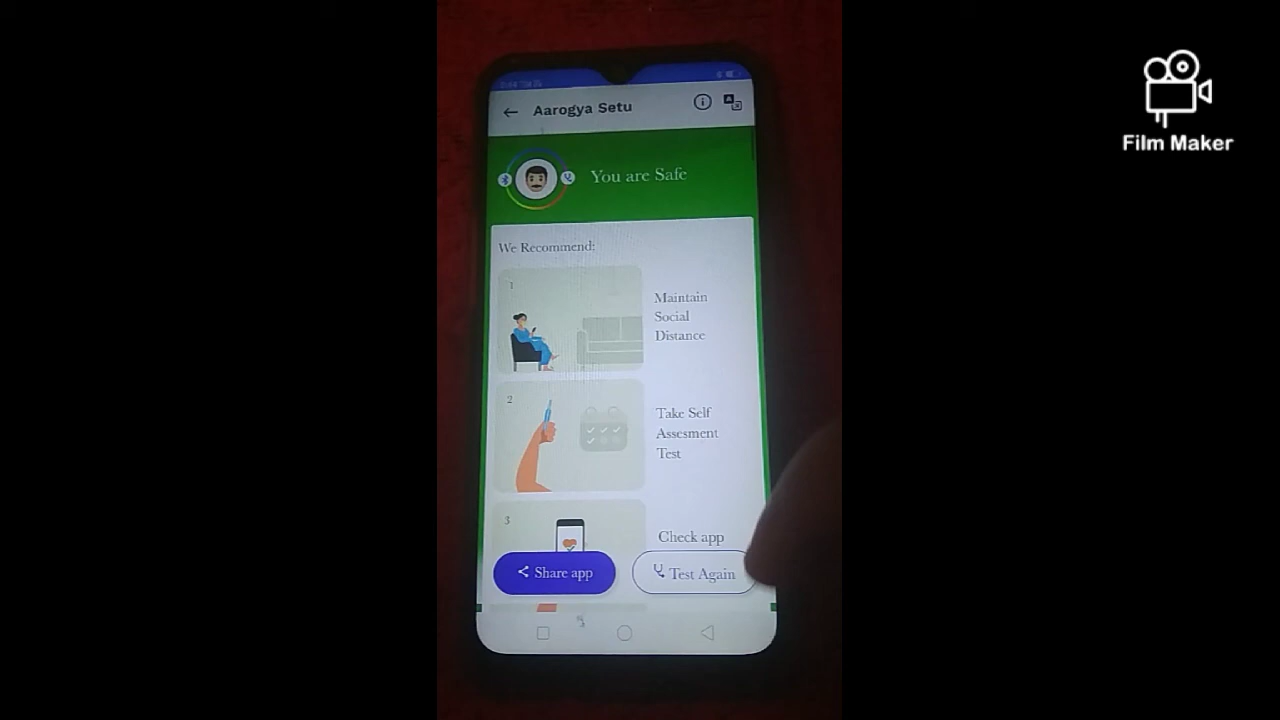 Aarogya Setu
You are Safe
We Recommend:
1
Maintain
Social
Distance
2
Take Self
Assesment
Test
3
Check app
Share app
Test Again
Film Maker